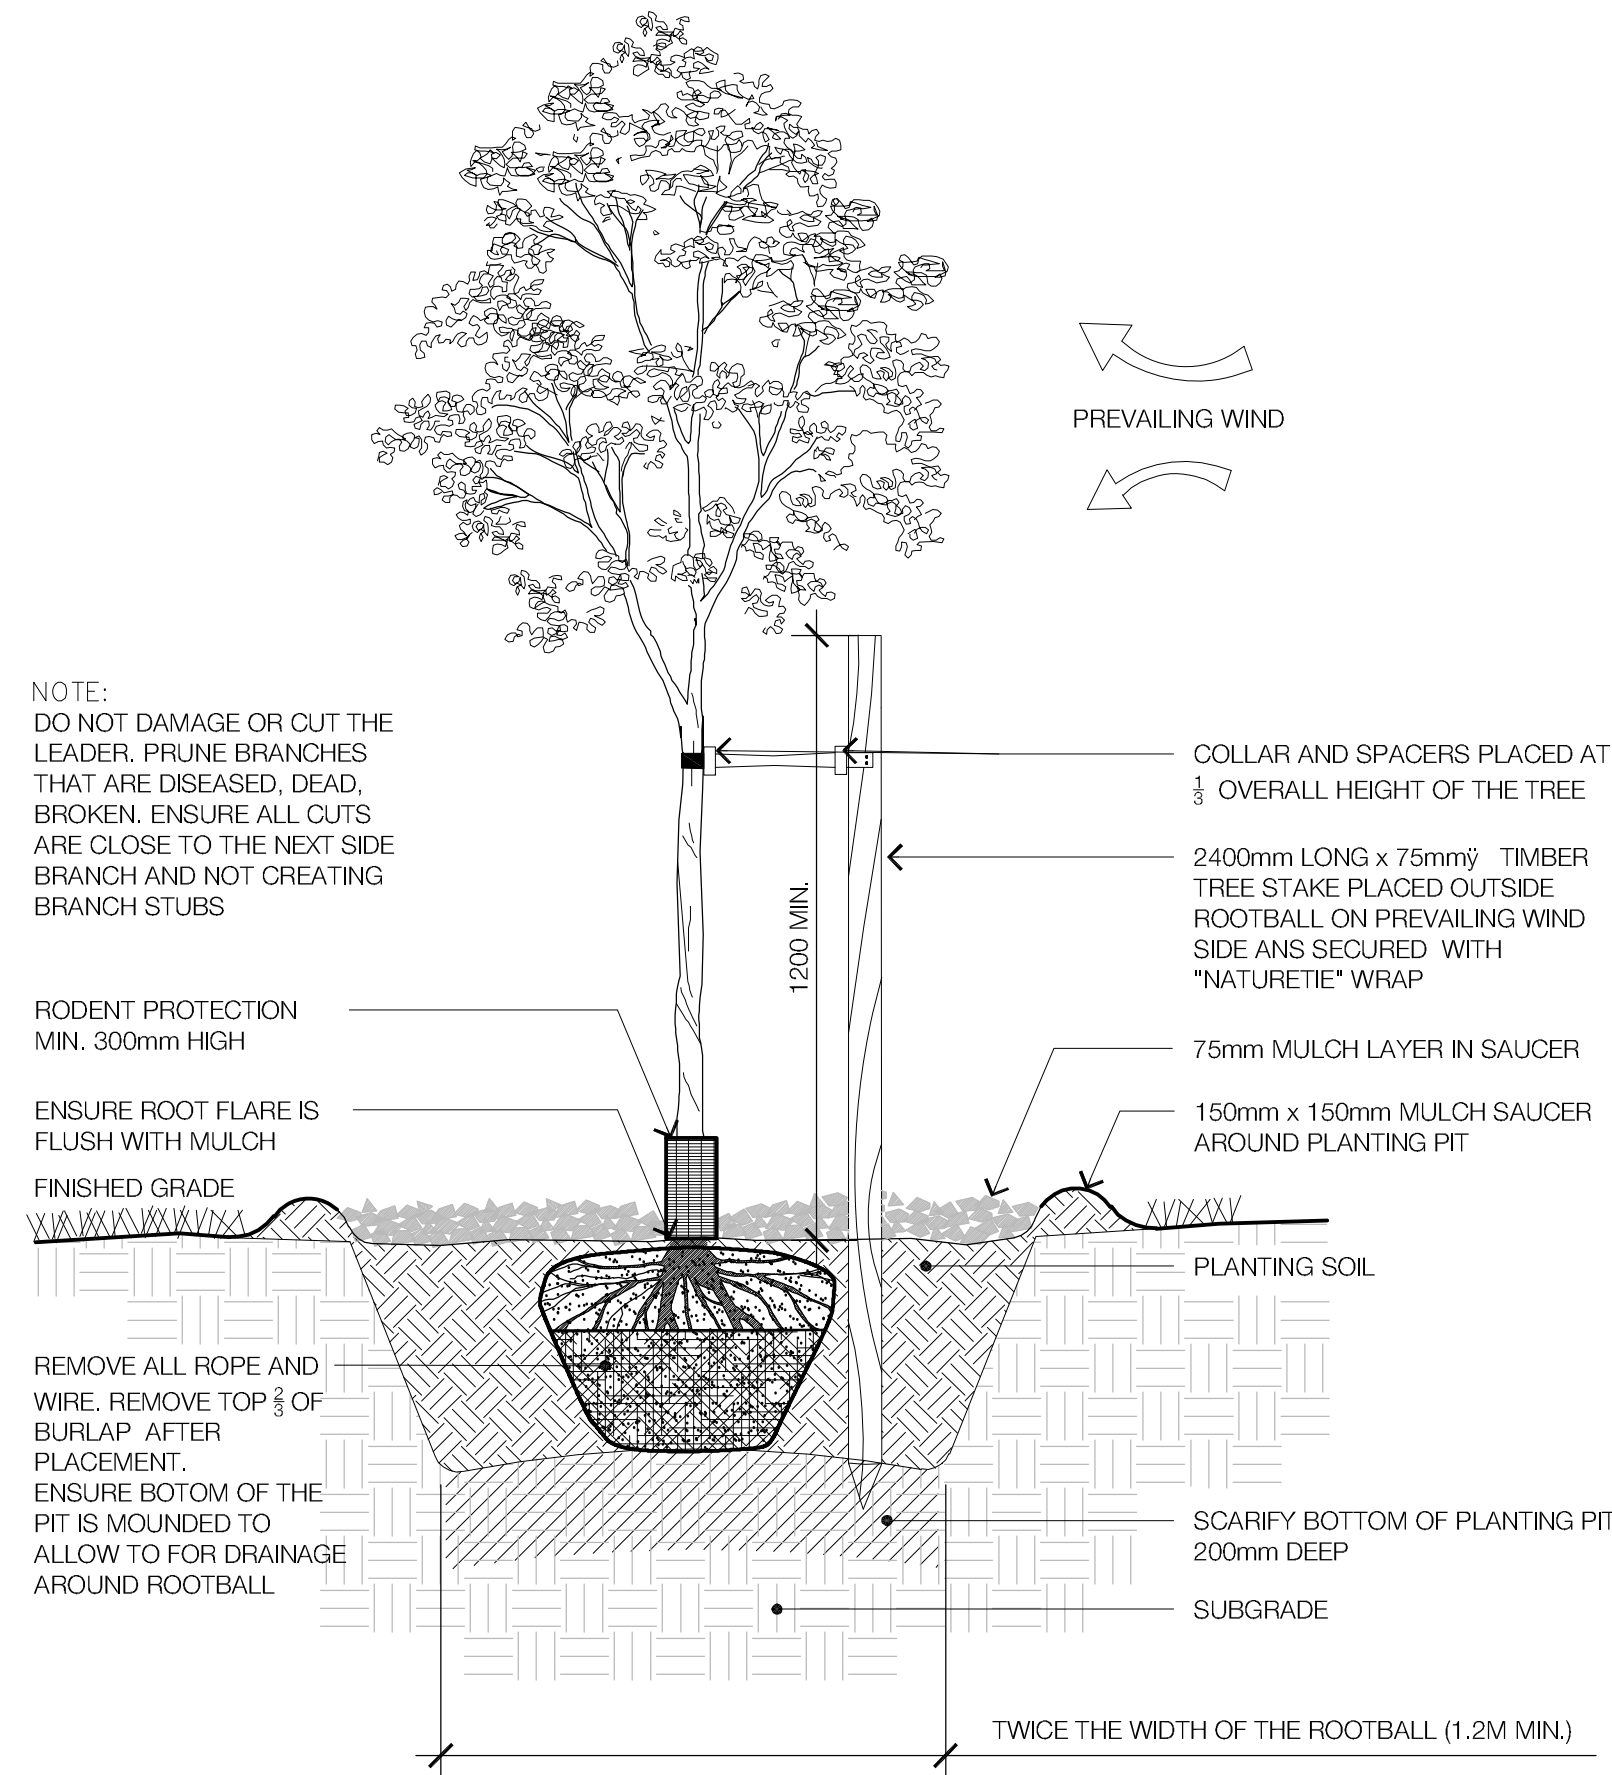 PREVAILING WIND
NOTE:
DO NOT DAMAGE OR CUT THE
LEADER. PRUNE BRANCHES
THAT ARE DISEASED, DEAD,
BROKEN. ENSURE ALL CUTS
ARE CLOSE TO THE NEXT SIDE
BRANCH AND NOT CREATING
BRANCH STUBS
RODENT PROTECTION
MIN. 300mm HIGH
ENSURE ROOT FLARE IS
FLUSH WITH MULCH
FINISHED GRADE
REMOVE ALL ROPE AND
WIRE. REMOVE TOP 2/3 OF
BURLAP AFTER
PLACEMENT.
ENSURE BOTOM OF THE
PIT IS MOUNDED TO
ALLOW TO FOR DRAINAGE
AROUND ROOTBALL
1200 MIN.
COLLAR AND SPACERS PLACED AT
1/3 OVERALL HEIGHT OF THE TREE
2400mm LONG x 75mmÿ TIMBER
TREE STAKE PLACED OUTSIDE
ROOTBALL ON PREVAILING WIND
SIDE ANS SECURED WITH
"NATURETIE" WRAP
75mm MULCH LAYER IN SAUCER
150mm x 150mm MULCH SAUCER
AROUND PLANTING PIT
PLANTING SOIL
SCARIFY BOTTOM OF PLANTING PIT
200mm DEEP
SUBGRADE
TWICE THE WIDTH OF THE ROOTBALL (1.2M MIN.)